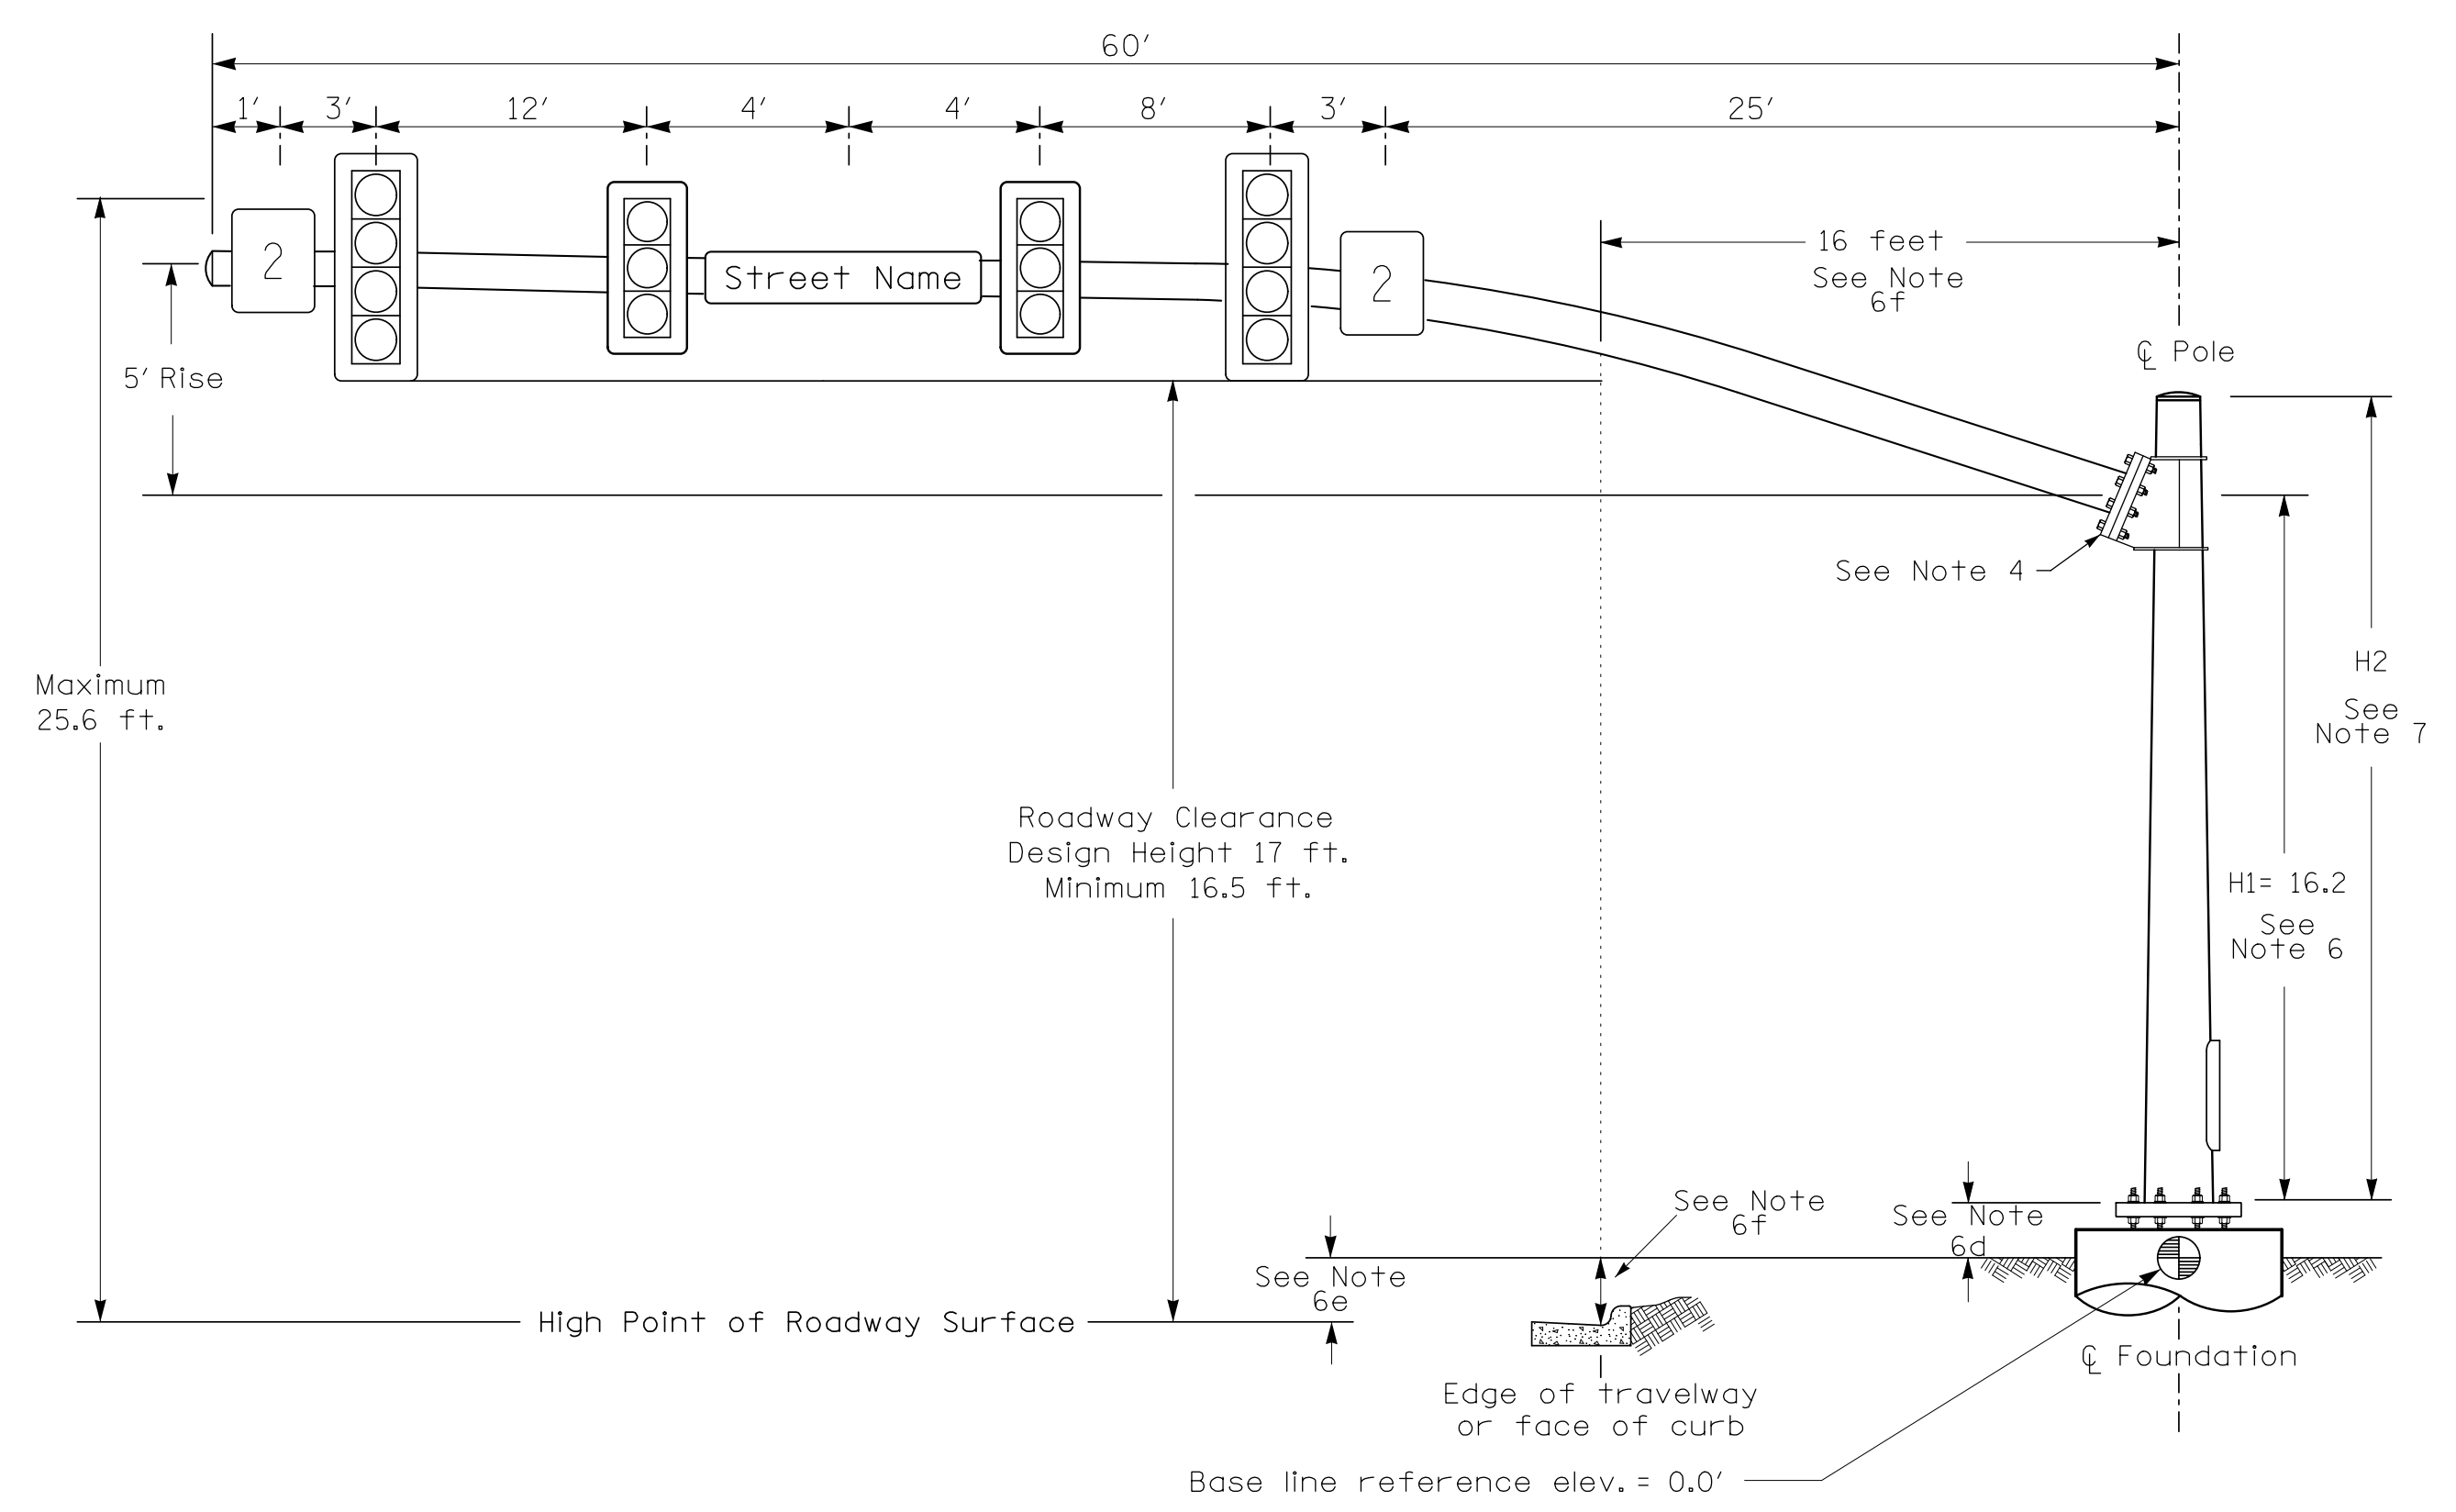 60'
1' 3' 12' 4' 4' 8' 3' 25'
2
Street Name
2
16 feet
See Note
6f
℄ Pole
5' Rise
See Note 4
Maximum
25.6 ft.
H2
See
Note 7
Roadway Clearance
Design Height 17 ft.
Minimum 16.5 ft.
H1= 16.2
See
Note 6
See Note
6f
See Note
6d
See Note
6e
High Point of Roadway Surface
℄ Foundation
Edge of travelway
or face of curb
Base line reference elev. = 0.0'